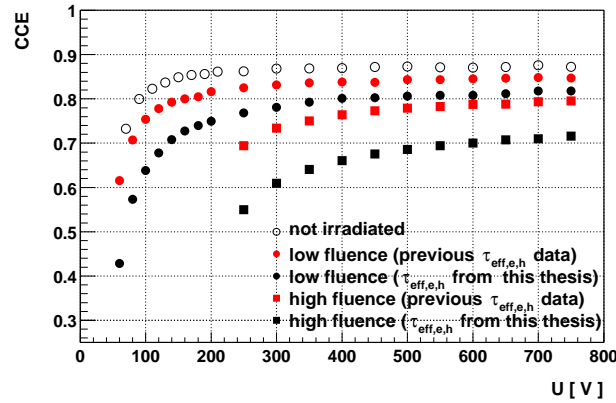 CCE
1
0.9
0.8
0.7
0.6
0.5
0.4
0.3
not irradiated
low fluence (previous τeff,e,h data)
low fluence (τeff,e,h from this thesis)
high fluence (previous τeff,e,h data)
high fluence (τeff,e,h from this thesis)
0 100 200 300 400 500 600 700 800
U [ V ]